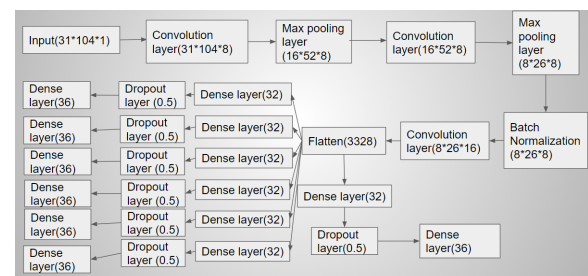 Input(31*104*1)
Convolution
layer(31*104*8)
Max pooling
layer
(16*52*8)
Convolution
layer(16*52*8)
Max
pooling
layer
(8*26*8)
Batch
Normalization
(8*26*8)
Convolution
layer(8*26*16)
Flatten(3328)
Dense layer(32)
Dropout
layer (0.5)
Dense
layer(36)
Dense layer(32)
Dropout
layer (0.5)
Dense
layer(36)
Dense layer(32)
Dropout
layer (0.5)
Dense
layer(36)
Dense layer(32)
Dropout
layer (0.5)
Dense
layer(36)
Dense layer(32)
Dropout
layer (0.5)
Dense
layer(36)
Dense layer(32)
Dropout
layer (0.5)
Dense
layer(36)
Dense layer(32)
Dropout
layer(0.5)
Dense
layer(36)